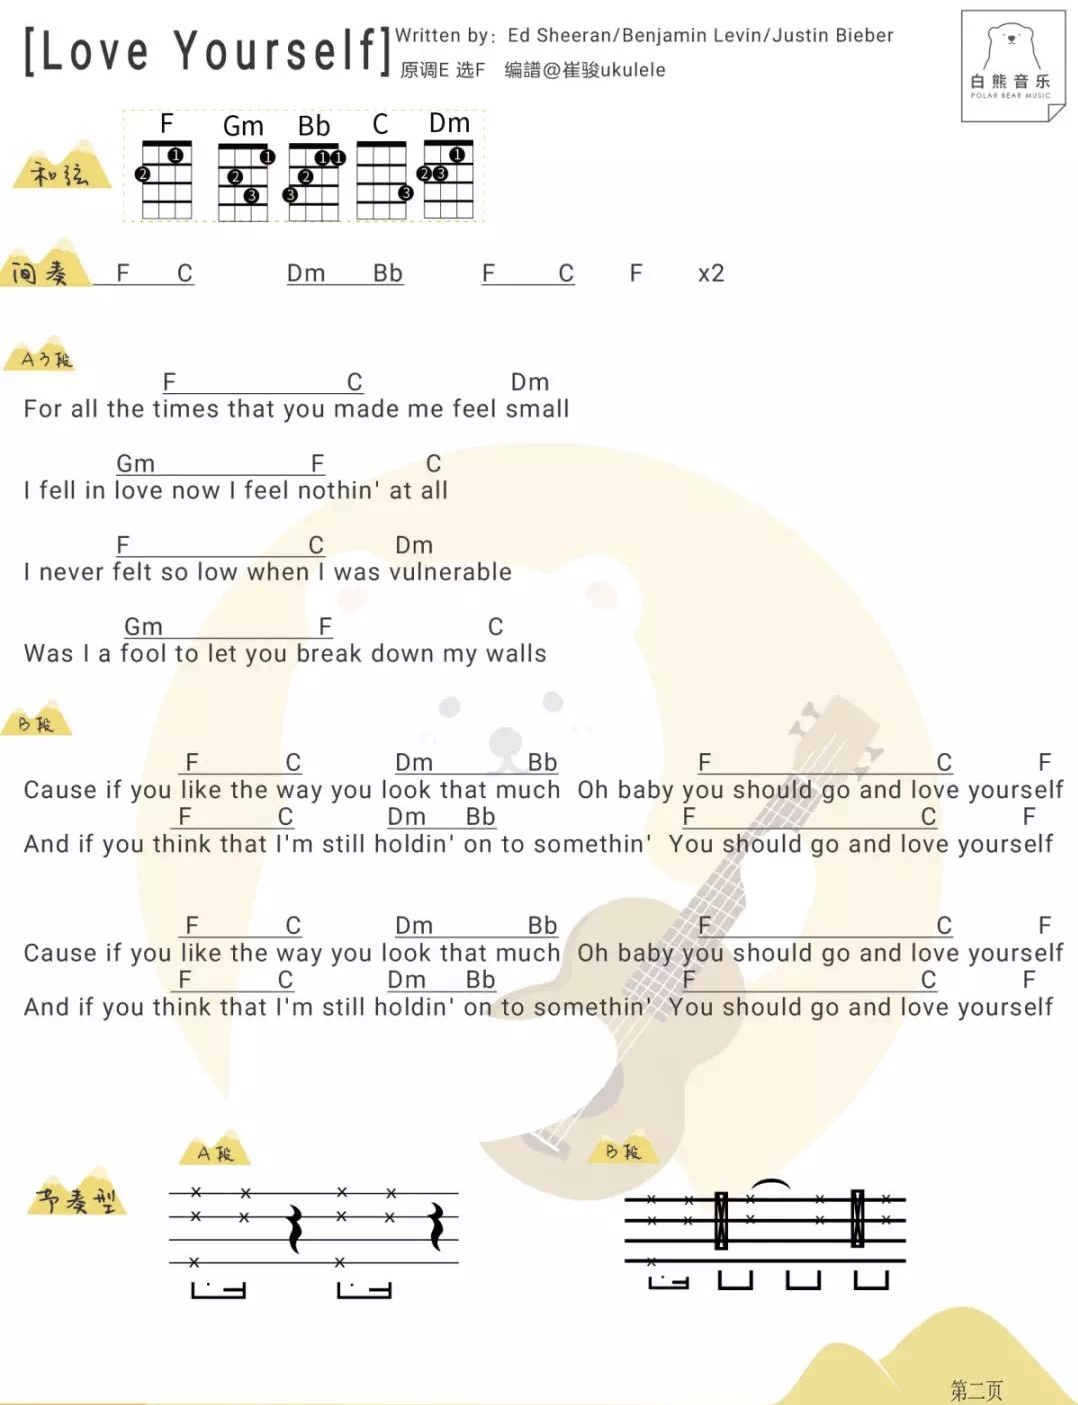 [Love Yourself] Written by: Ed Sheeran/Benjamin Levin/Justin Bieber
原调E 选F 编譜@崔骏ukulele
白熊音乐
POLAR BEAR MUSIC
F Gm Bb C Dm
和弦
1 2 1 2 3 1 1 2 3 3 1 2 3
间奏 F C Dm Bb F C F x2
A3段
F C Dm
For all the times that you made me feel small
Gm F C
I fell in love now I feel nothin' at all
F C Dm
I never felt so low when I was vulnerable
Gm F C
Was I a fool to let you break down my walls
B段
F C Dm Bb F C F
Cause if you like the way you look that much Oh baby you should go and love yourself
F C Dm Bb F C F
And if you think that I'm still holdin' on to somethin' You should go and love yourself
F C Dm Bb F C F
Cause if you like the way you look that much Oh baby you should go and love yourself
F C Dm Bb F C F
And if you think that I'm still holdin' on to somethin' You should go and love yourself
A段 B段
节奏型
第二页